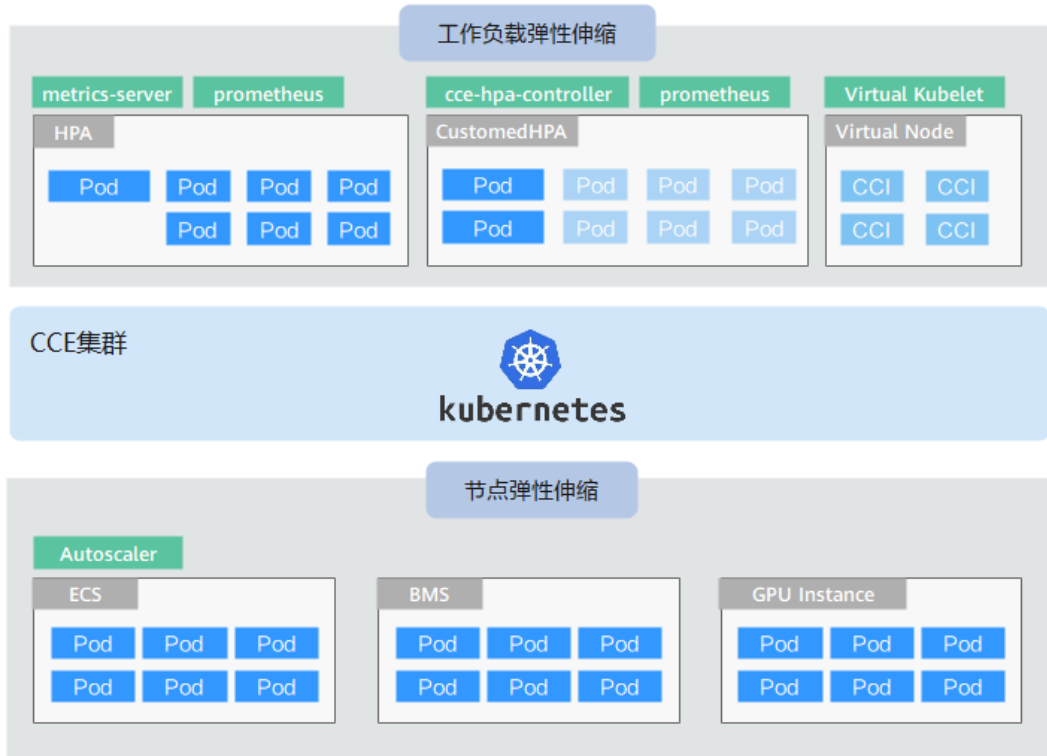 工作负载弹性伸缩
metrics-server prometheus cce-hpa-controller prometheus Virtual Kubelet
HPA CustomedHPA Virtual Node
Pod Pod Pod Pod Pod Pod Pod Pod CCI CCI
Pod Pod Pod Pod Pod Pod Pod CCI CCI
CCE集群
kubernetes
节点弹性伸缩
Autoscaler
ECS BMS GPU Instance
Pod Pod Pod Pod Pod Pod Pod Pod Pod
Pod Pod Pod Pod Pod Pod Pod Pod Pod